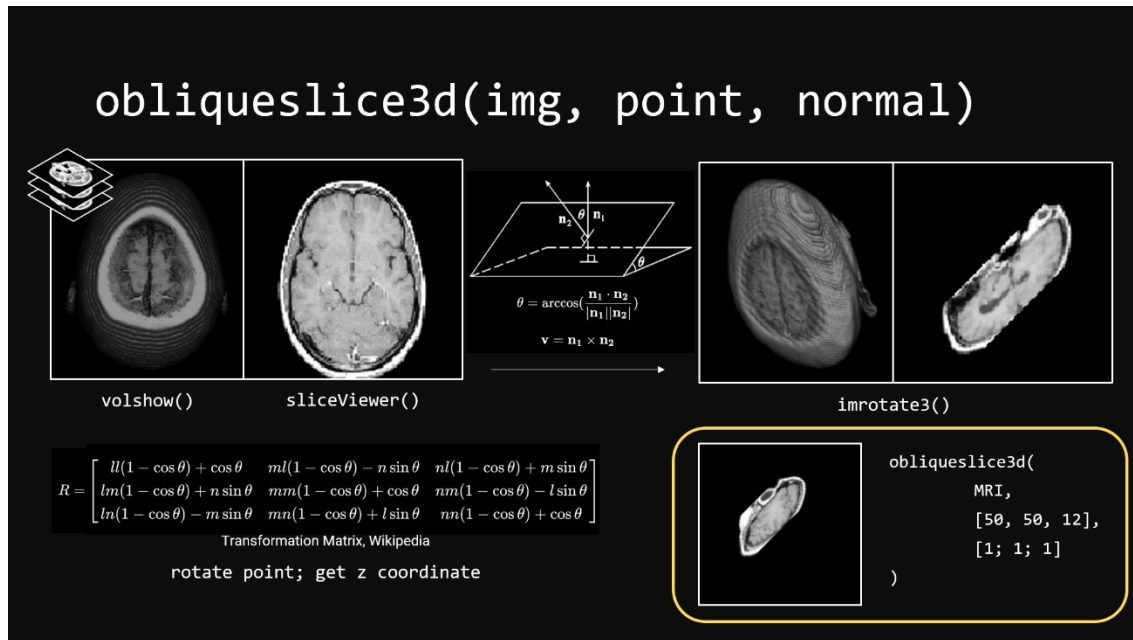 obliqueslice3d(img, point, normal)
n₂ θ n₁
θ
θ = arccos(n₁ · n₂ / |n₁||n₂|)
v = n₁ × n₂
volshow()
sliceViewer()
imrotate3()
R = [ ll(1 − cos θ) + cos θ ml(1 − cos θ) − n sin θ nl(1 − cos θ) + m sin θ
lm(1 − cos θ) + n sin θ mm(1 − cos θ) + cos θ nm(1 − cos θ) − l sin θ
ln(1 − cos θ) − m sin θ mn(1 − cos θ) + l sin θ nn(1 − cos θ) + cos θ ]
Transformation Matrix, Wikipedia
rotate point; get z coordinate
obliqueslice3d(
MRI,
[50, 50, 12],
[1; 1; 1]
)